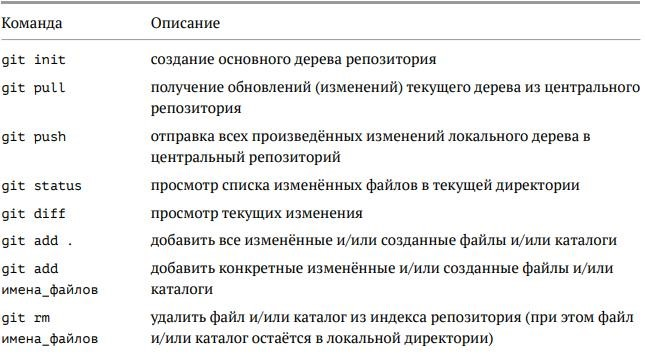 Команда Описание
git init создание основного дерева репозитория
git pull получение обновлений (изменений) текущего дерева из центрального
репозитория
git push отправка всех произведённых изменений локального дерева в
центральный репозиторий
git status просмотр списка изменённых файлов в текущей директории
git diff просмотр текущих изменения
git add . добавить все изменённые и/или созданные файлы и/или каталоги
git add добавить конкретные изменённые и/или созданные файлы и/или
имена_файлов каталоги
git rm удалить файл и/или каталог из индекса репозитория (при этом файл
имена_файлов и/или каталог остаётся в локальной директории)